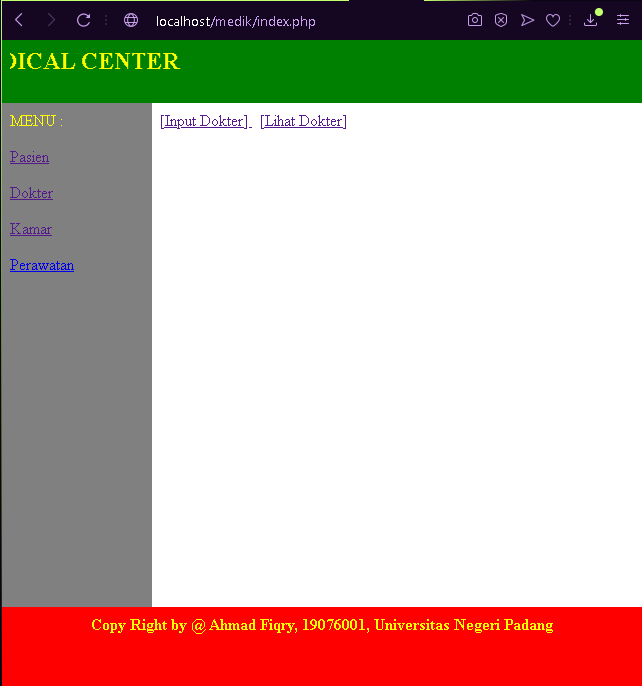 localhost/medik/index.php
DICAL CENTER
MENU :
[Input Dokter] [Lihat Dokter]
Pasien
Dokter
Kamar
Perawatan
Copy Right by @ Ahmad Fiqry, 19076001, Universitas Negeri Padang